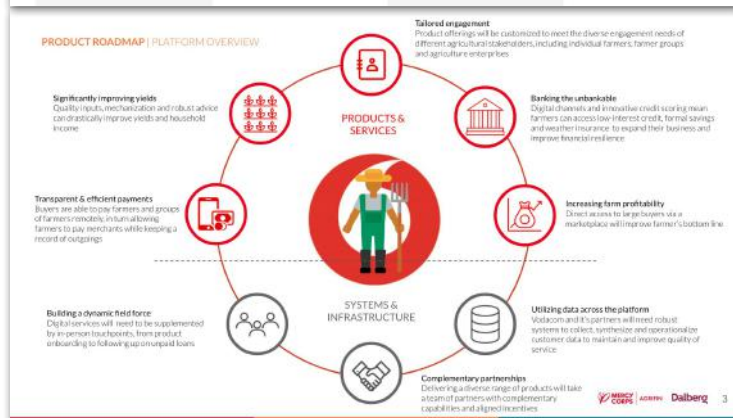 PRODUCT ROADMAP | PLATFORM OVERVIEW
Tailored engagement
Product offerings will be customized to meet the diverse engagement needs of
different agricultural stakeholders, including individual farmers, farmer groups
and agriculture enterprises
Significantly improving yields
Quality inputs, mechanization and robust advice
can drastically improve yields and household
income
PRODUCTS &
SERVICES
Banking the unbankable
Digital channels and innovative credit scoring mean
farmers can access low-interest credit, formal savings
and weather insurance to expand their business and
improve financial resilience
Transparent & efficient payments
Buyers are able to pay farmers and groups
of farmers remotely, in turn allowing
farmers to pay merchants while keeping a
record of outgoings
Increasing farm profitability
Direct access to large buyers via a
marketplace will improve farmer's bottom line
SYSTEMS &
INFRASTRUCTURE
Building a dynamic field force
Digital services will need to be supplemented
by in-person touchpoints, from product
onboarding to following up on unpaid loans
Utilizing data across the platform
Vodacom and it's partners will need robust
systems to collect, synthesize and operationalize
customer data to maintain and improve quality of
service
Complementary partnerships
Delivering a diverse range of products will take
a team of partners with complementary
capabilities and aligned incentives
MERCY
CORPS
AGRIFIN
Dalberg
3